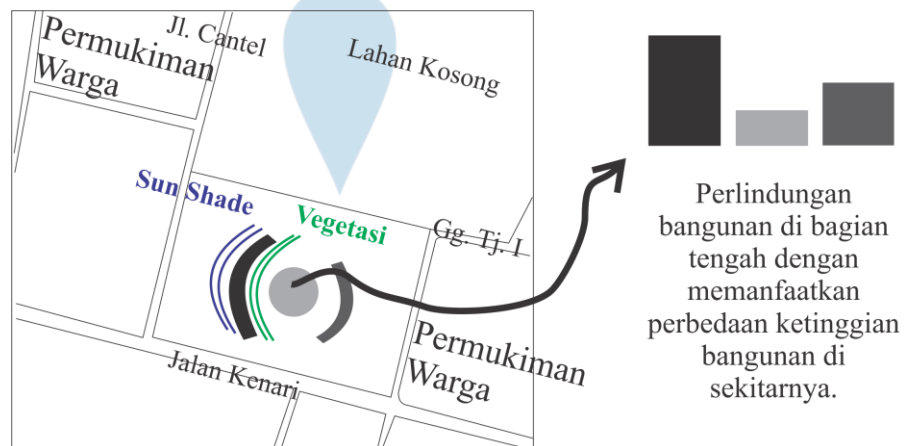 Jl. Cantel
Permukiman
Warga
Lahan Kosong
Sun Shade
Vegetasi
Gg. Tj. I
Permukiman
Warga
Jalan Kenari
Perlindungan
bangunan di bagian
tengah dengan
memanfaatkan
perbedaan ketinggian
bangunan di
sekitarnya.